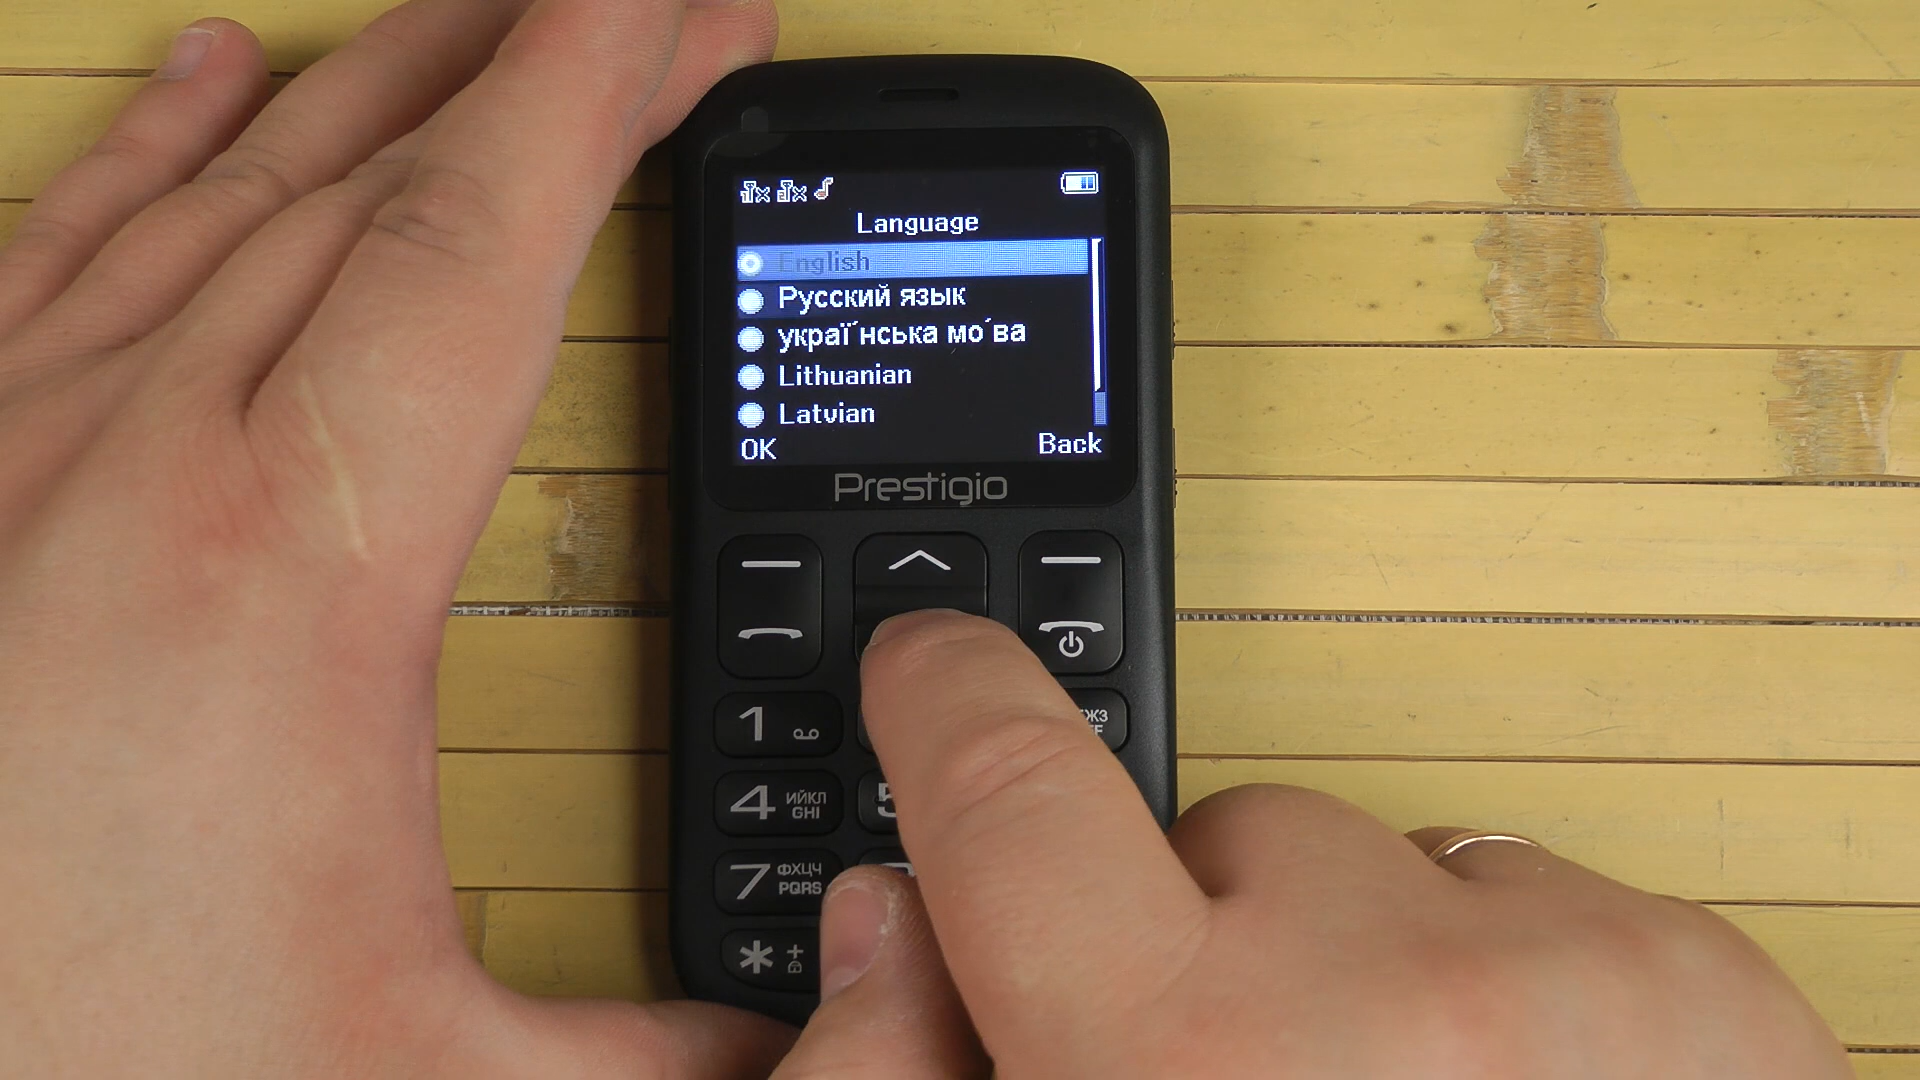 Language
English
Русский язык
украї´нська мо´ва
Lithuanian
Latvian
OK Back
Prestigio
1
4 ИЙКЛ
GHI
5
7 ФХЦЧ
PQRS
* +